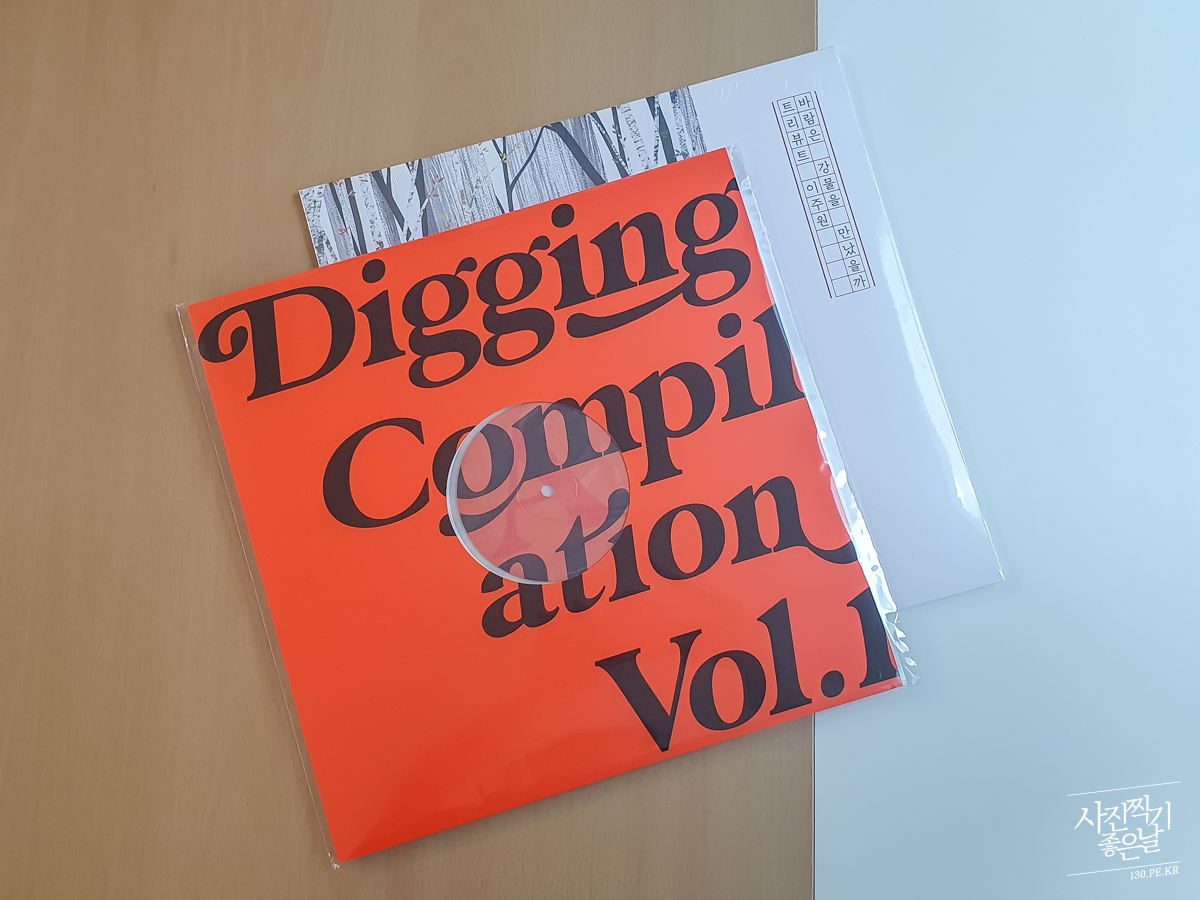 Digging
Compil
ation
Vol.1
바람은 강물을 만났을까
트리뷰트 이주원
사진찍기
좋은날
130.PE.KR